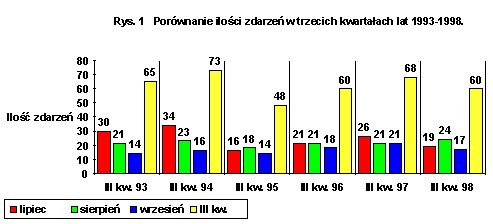 Rys. 1 Porównanie ilości zdarzeń w trzecich kwartałach lat 1993-1998.
80
70
60
50
40
30
20
10
0
Ilość zdarzeń
30 21 14 65
34 23 16 73
16 18 14 48
21 21 18 60
26 21 21 68
19 24 17 60
III kw. 93 III kw. 94 III kw. 95 III kw. 96 III kw. 97 III kw. 98
lipiec sierpień wrzesień III kw.